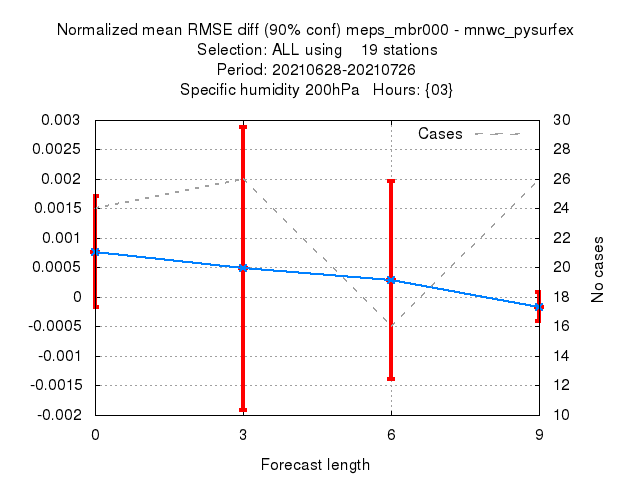 Normalized mean RMSE diff (90% conf) meps_mbr000 - mnwc_pysurfex
Selection: ALL using 19 stations
Period: 20210628-20210726
Specific humidity 200hPa Hours: {03}
Cases
0.003
0.0025
0.002
0.0015
0.001
0.0005
0
-0.0005
-0.001
-0.0015
-0.002
30
28
26
24
22
20
18
16
14
12
10
No cases
0 3 6 9
Forecast length